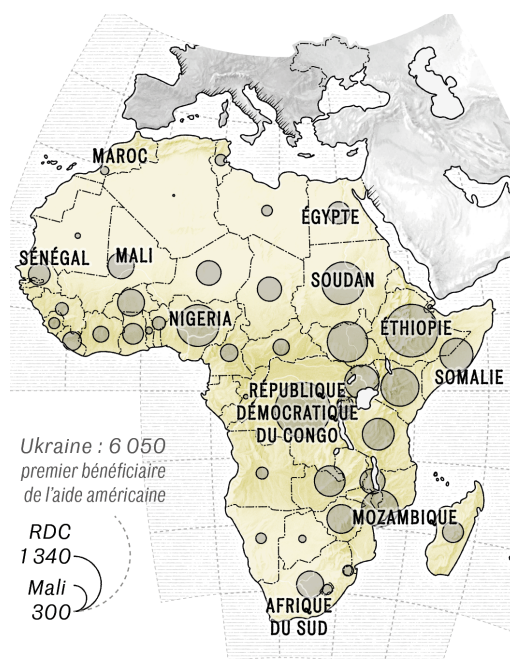 MAROC
ÉGYPTE
SÉNÉGAL
MALI
SOUDAN
NIGERIA
ÉTHIOPIE
SOMALIE
RÉPUBLIQUE
DÉMOCRATIQUE
DU CONGO
Ukraine : 6 050
premier bénéficiaire
de l'aide américaine
MOZAMBIQUE
RDC
1 340
Mali
300
AFRIQUE
DU SUD